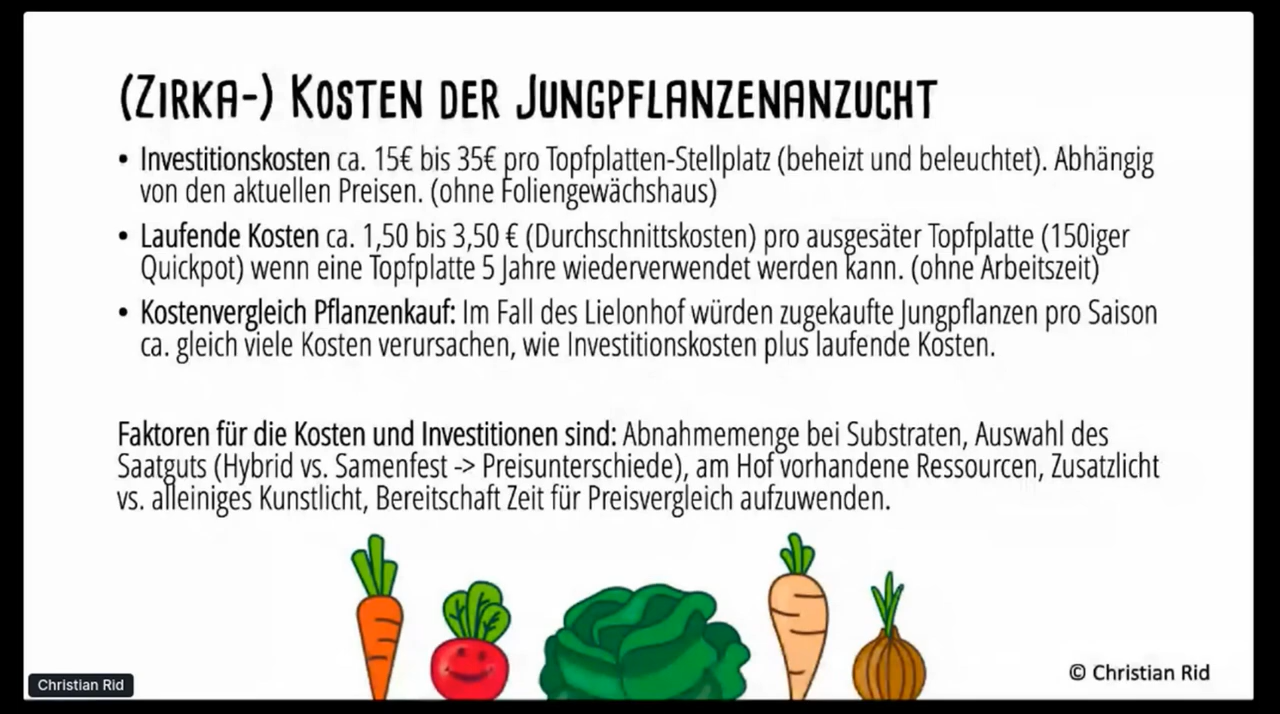 (Zirka-) Kosten der Jungpflanzenanzucht
• Investitionskosten ca. 15€ bis 35€ pro Topfplatten-Stellplatz (beheizt und beleuchtet). Abhängig
von den aktuellen Preisen. (ohne Foliengewächshaus)
• Laufende Kosten ca. 1,50 bis 3,50 € (Durchschnittskosten) pro ausgesäter Topfplatte (150iger
Quickpot) wenn eine Topfplatte 5 Jahre wiederverwendet werden kann. (ohne Arbeitszeit)
• Kostenvergleich Pflanzenkauf: Im Fall des Lielonhof würden zugekaufte Jungpflanzen pro Saison
ca. gleich viele Kosten verursachen, wie Investitionskosten plus laufende Kosten.
Faktoren für die Kosten und Investitionen sind: Abnahmemenge bei Substraten, Auswahl des
Saatguts (Hybrid vs. Samenfest -> Preisunterschiede), am Hof vorhandene Ressourcen, Zusatzlicht
vs. alleiniges Kunstlicht, Bereitschaft Zeit für Preisvergleich aufzuwenden.
© Christian Rid
Christian Rid